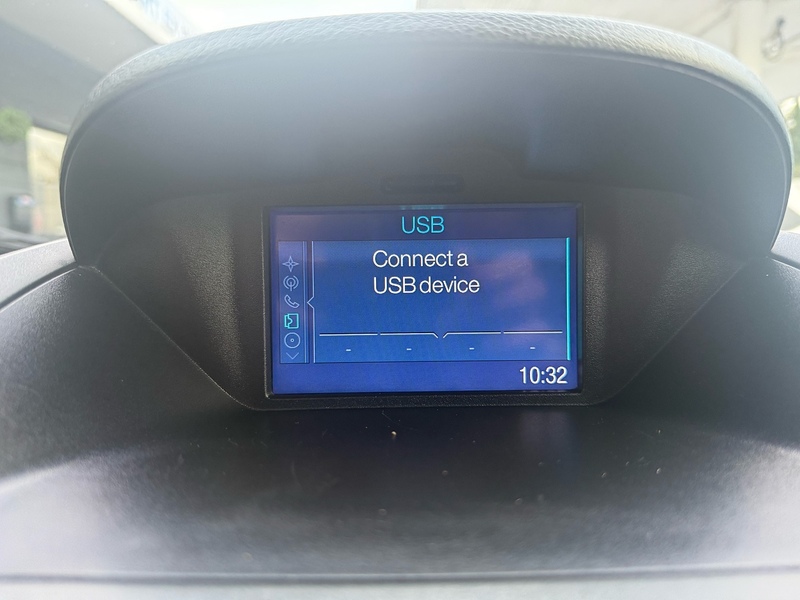 USB
Connect a
USB device
- - - -
10:32